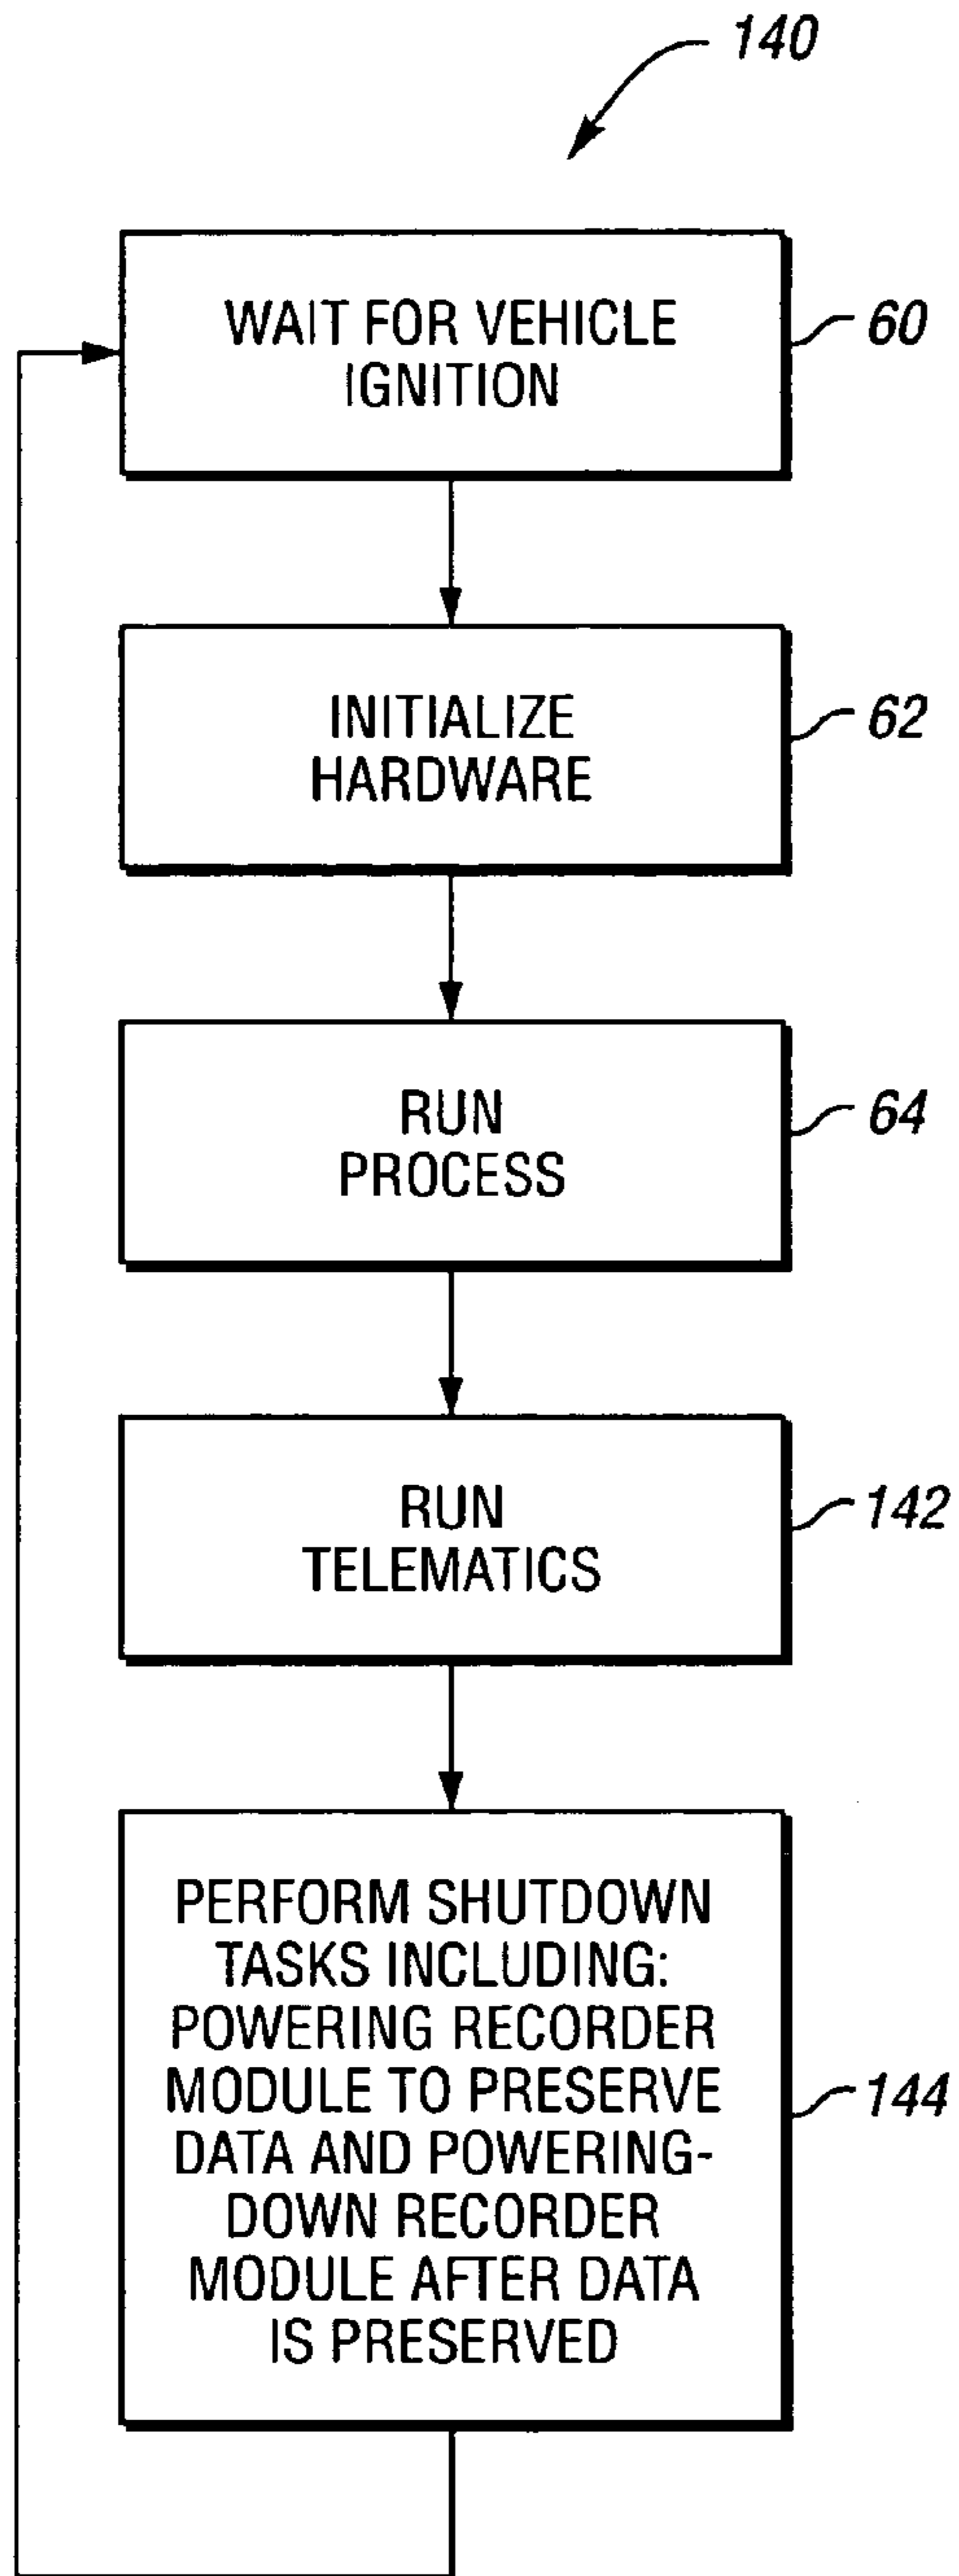 140
WAIT FOR VEHICLE
IGNITION
60
INITIALIZE
HARDWARE
62
RUN
PROCESS
64
RUN
TELEMATICS
142
PERFORM SHUTDOWN
TASKS INCLUDING:
POWERING RECORDER
MODULE TO PRESERVE
DATA AND POWERING-
DOWN RECORDER
MODULE AFTER DATA
IS PRESERVED
144